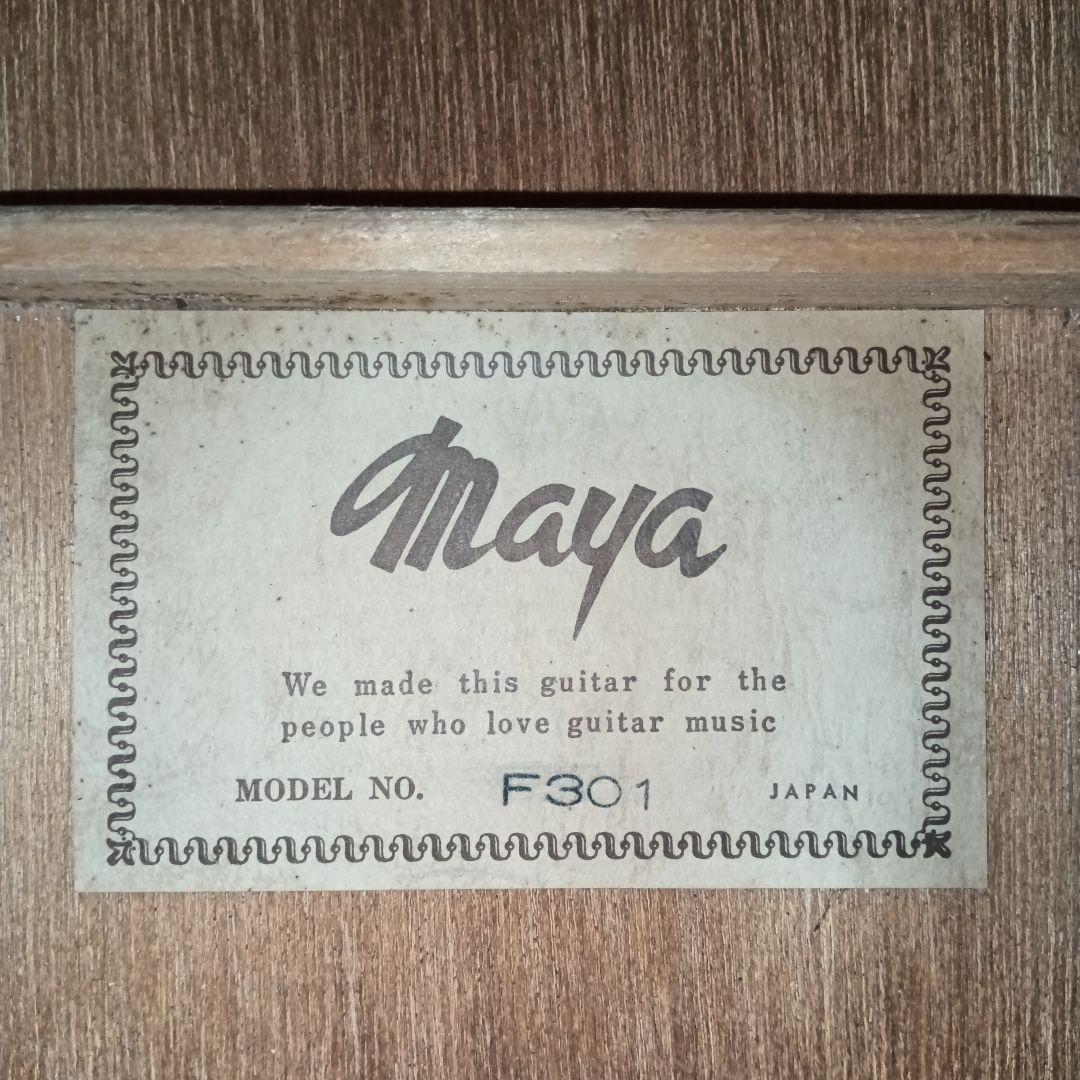 Maya
We made this guitar for the
people who love guitar music
MODEL NO. F301 JAPAN